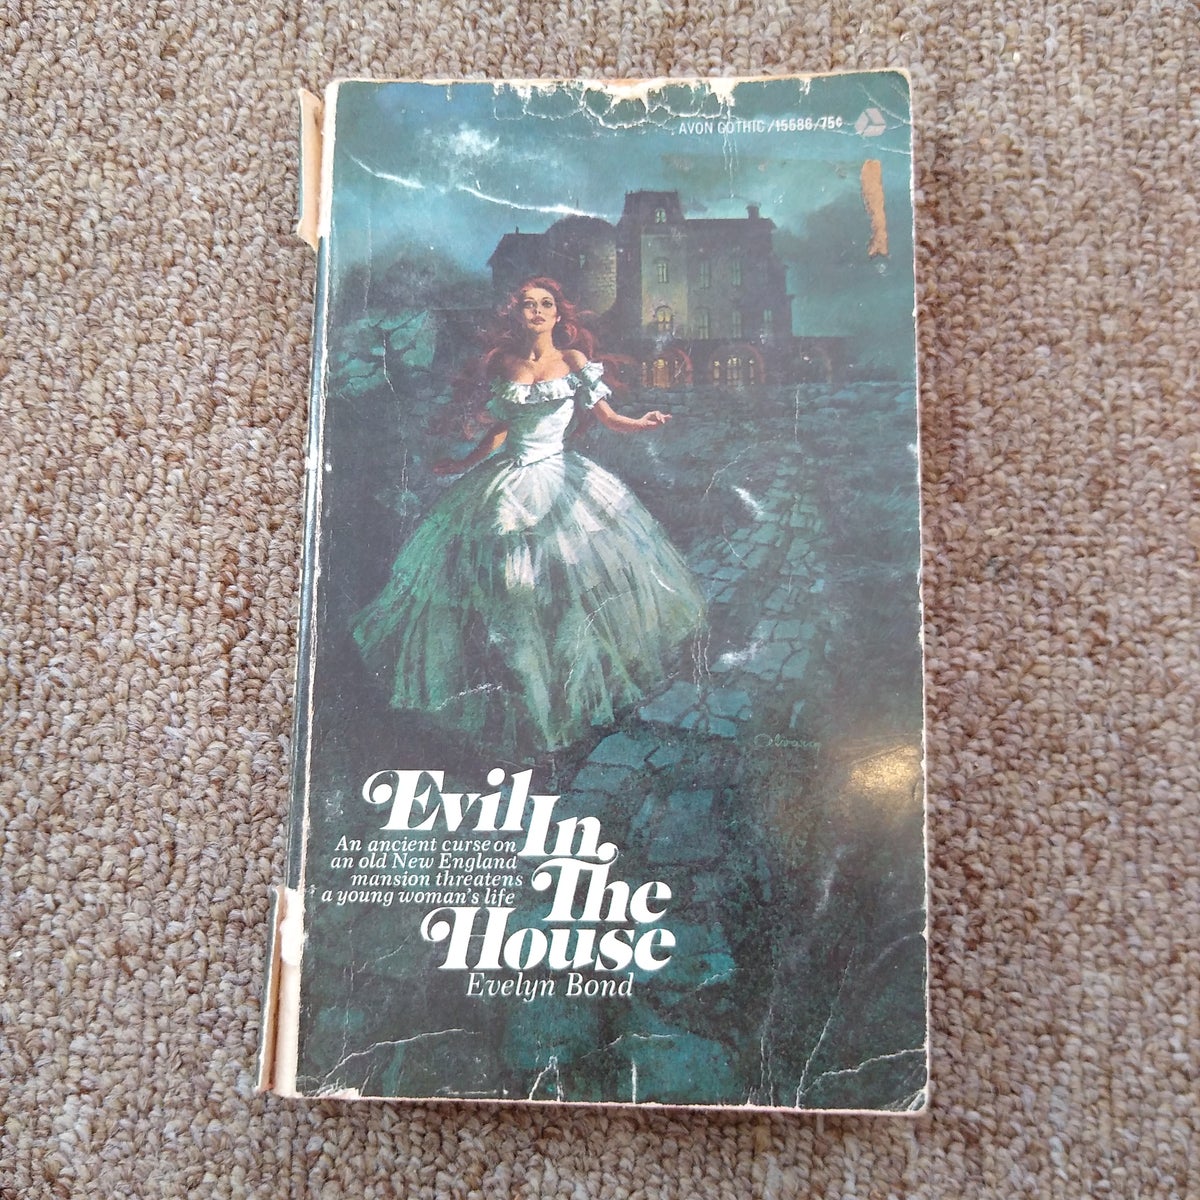 AVON GOTHIC/15586/75¢
Evil
In
The
House
An ancient curse on
an old New England
mansion threatens
a young woman's life
Evelyn Bond